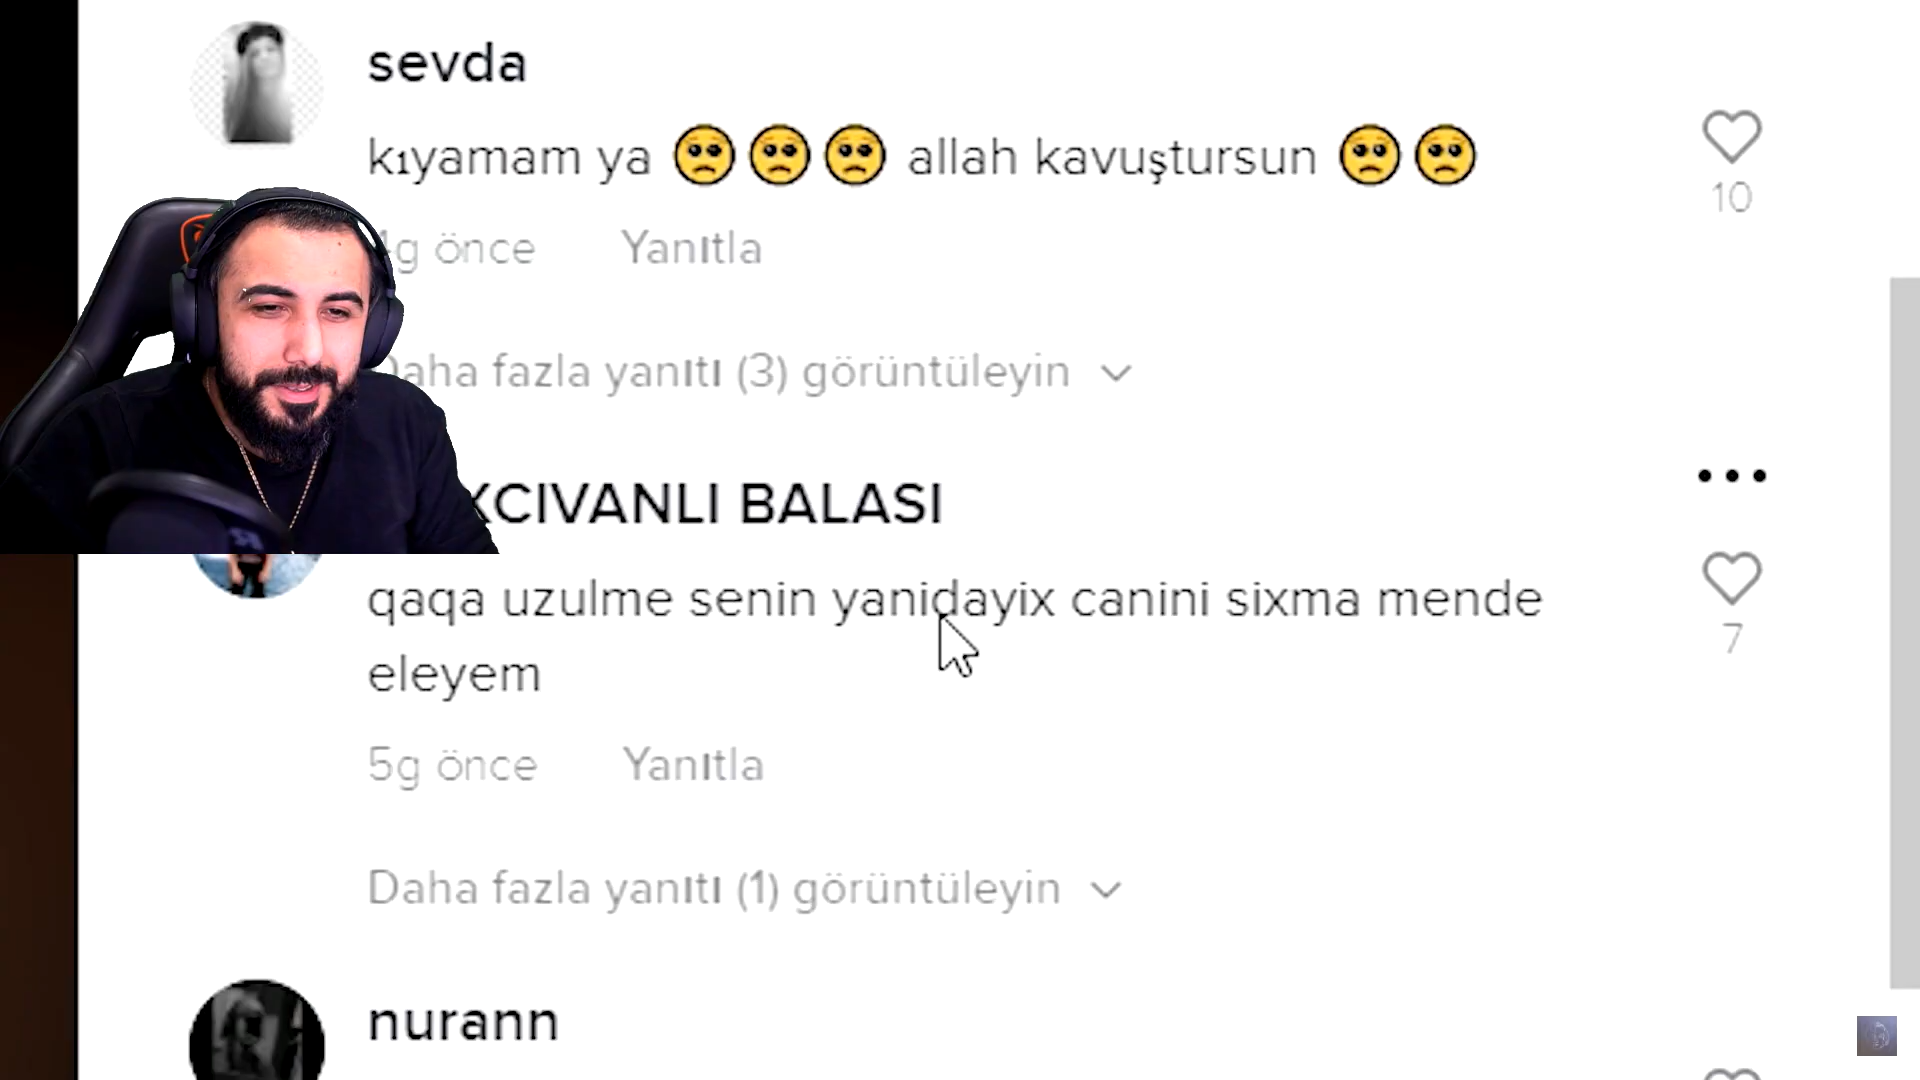 sevda
kıyamam ya 🥺🥺🥺 allah kavuştursun 🥺🥺
4g önce Yanıtla
10
Daha fazla yanıtı (3) görüntüleyin
XCIVANLI BALASI
qaqa uzulme senin yanidayix canini sixma mende
eleyem
7
5g önce Yanıtla
Daha fazla yanıtı (1) görüntüleyin
nurann